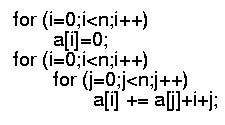 for (i=0;i<n;i++)
a[i]=0;
for (i=0;i<n;i++)
for (j=0;j<n;j++)
a[i] += a[j]+i+j;